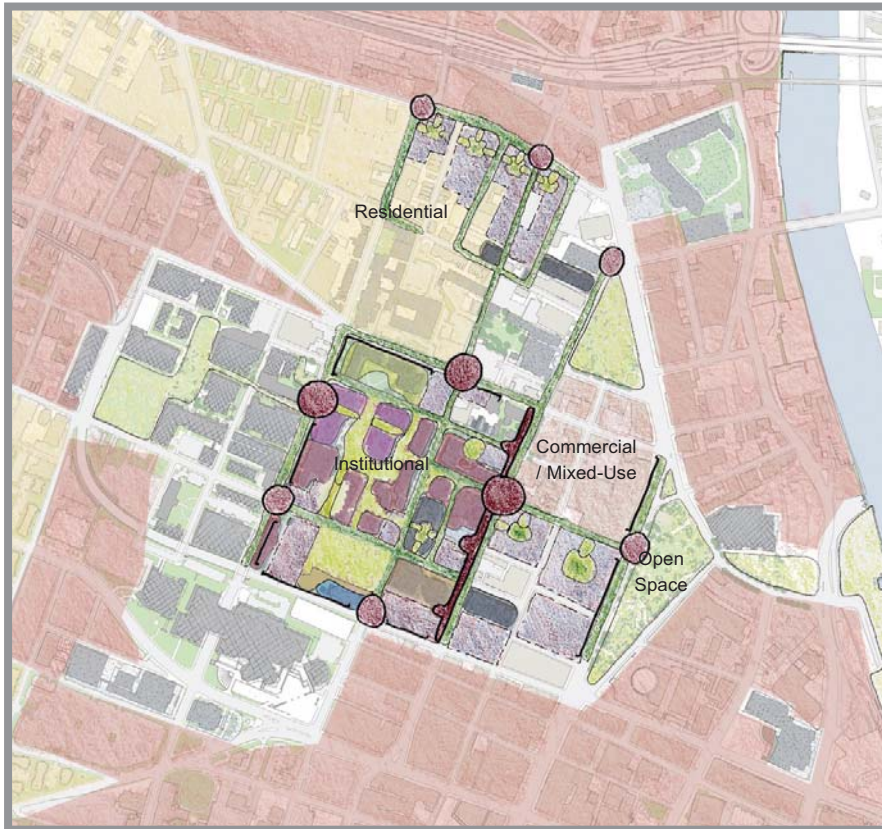 Residential
Commercial
/ Mixed-Use
Institutional
Open
Space